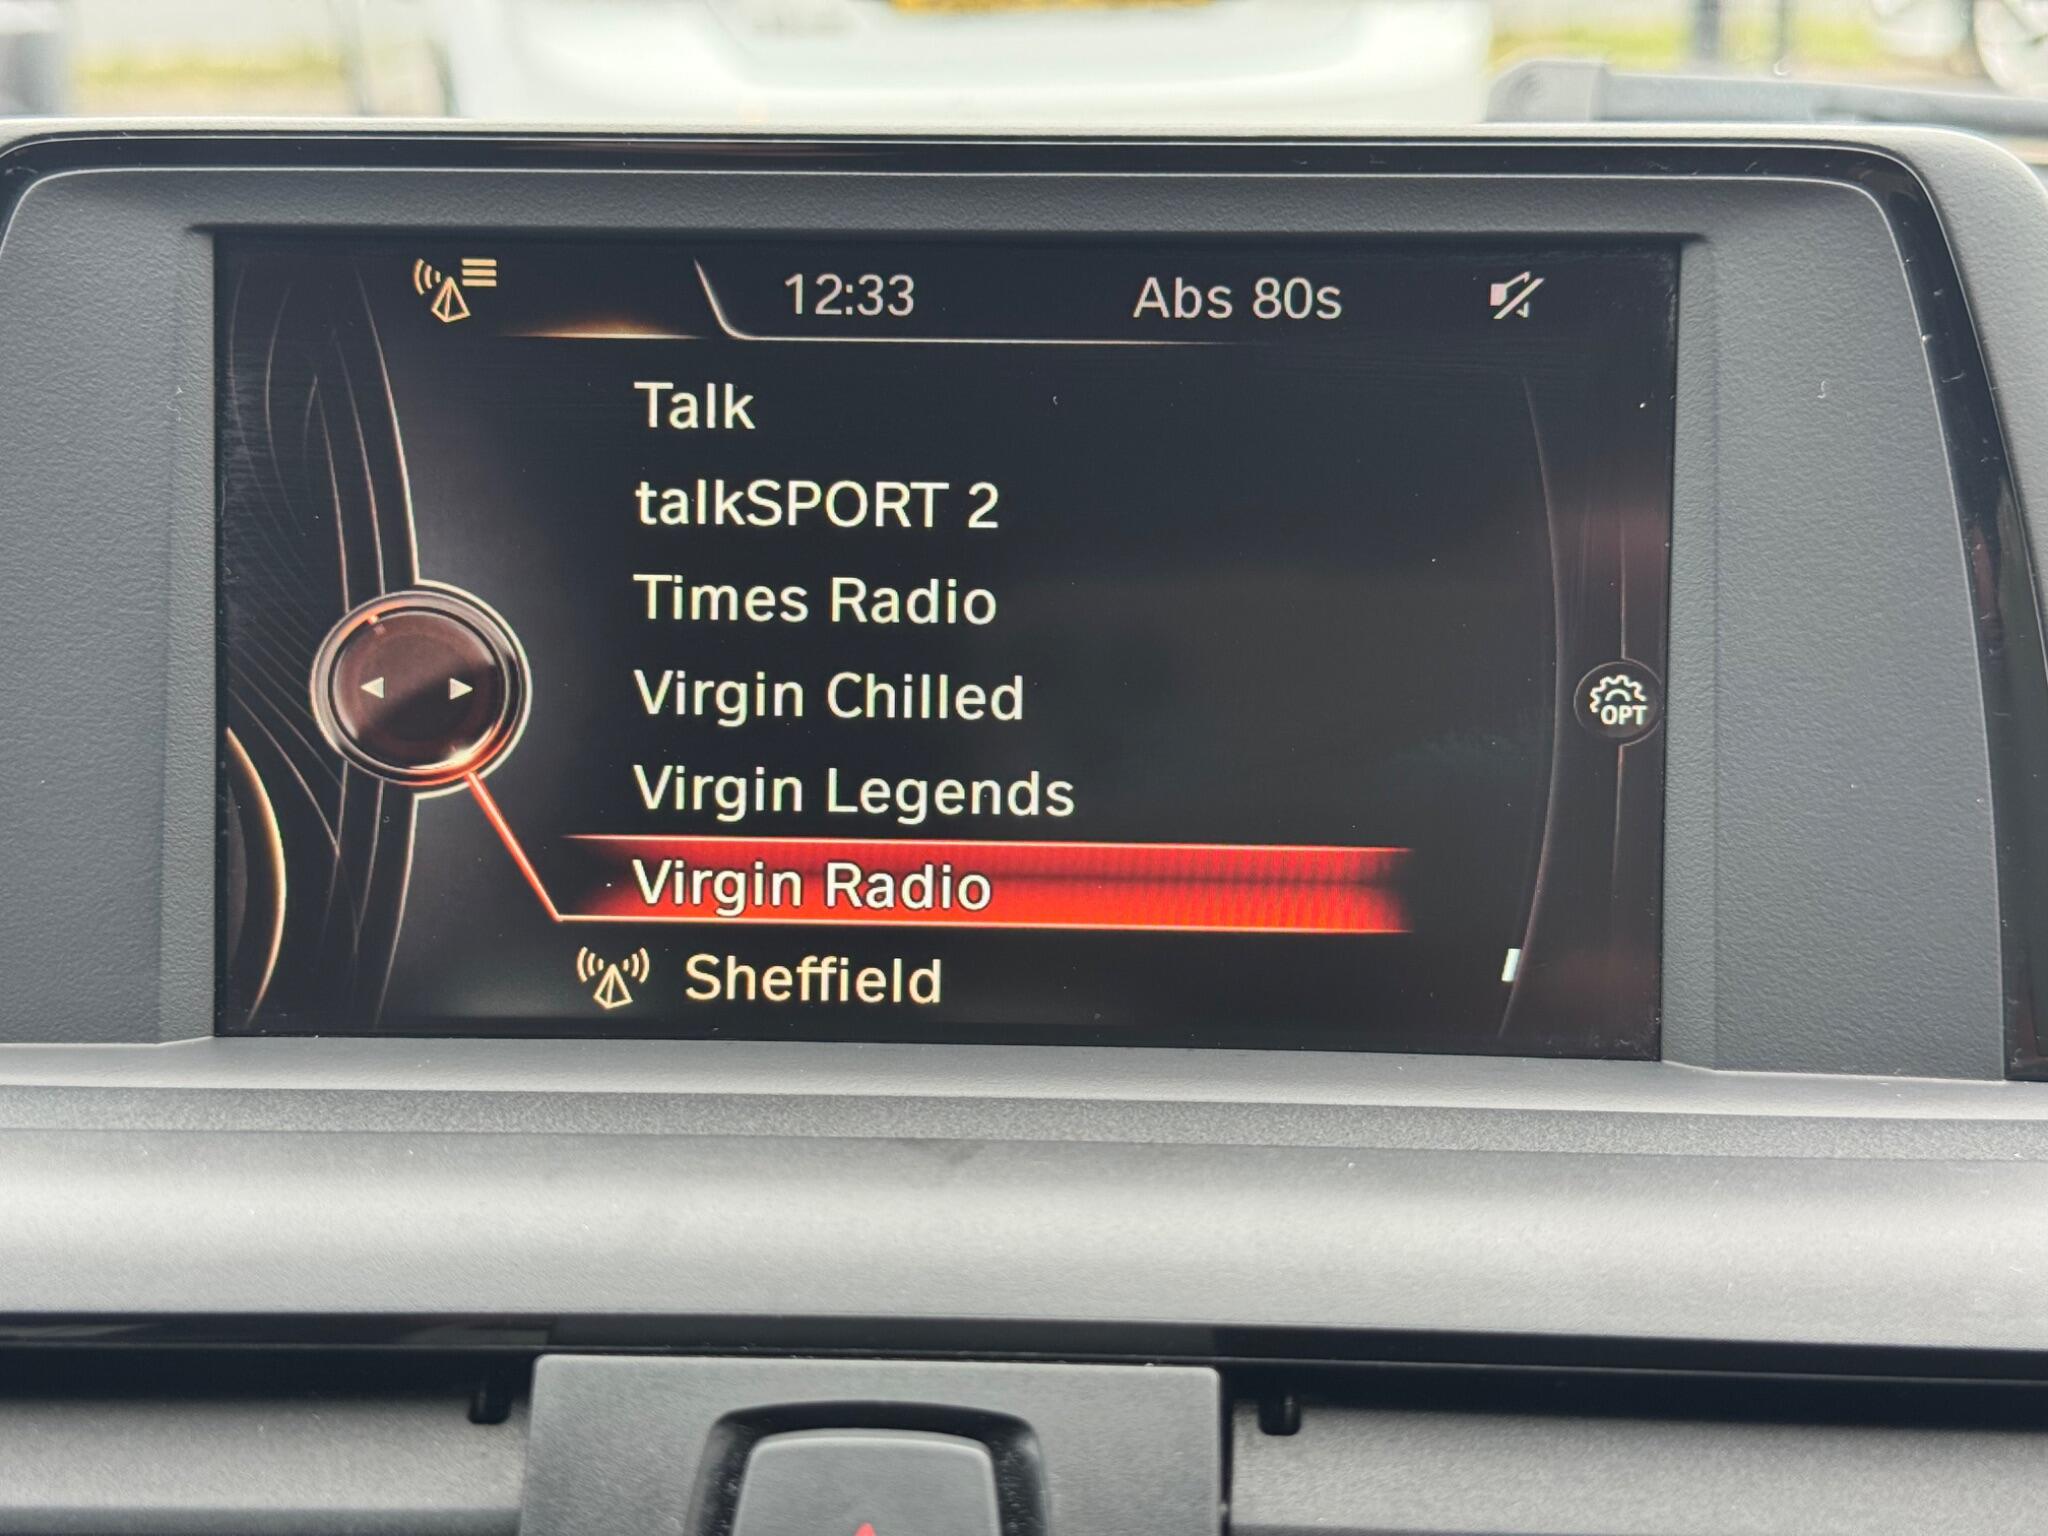 12:33 Abs 80s
Talk
talkSPORT 2
Times Radio
Virgin Chilled
OPT
Virgin Legends
Virgin Radio
Sheffield